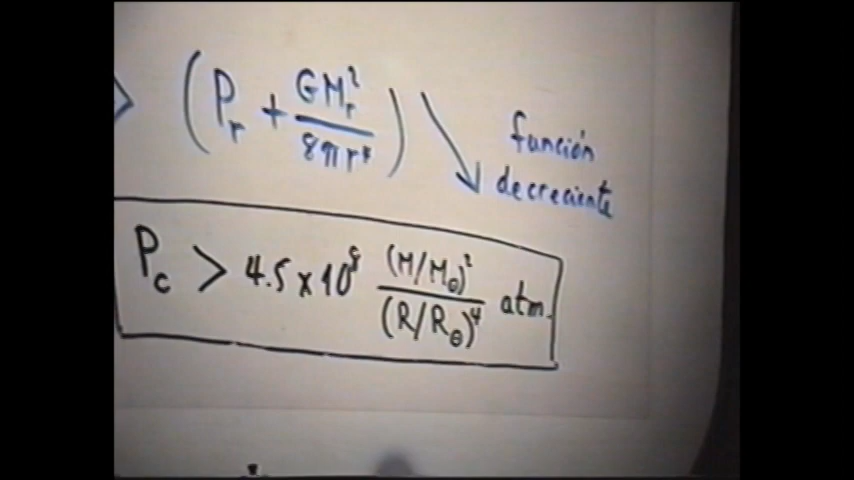 > (P_r + GM_r² / 8πr⁴) ↘ función
decreciente
P_c > 4.5 x 10⁸ (M/M_⊙)² / (R/R_⊙)⁴ atm.